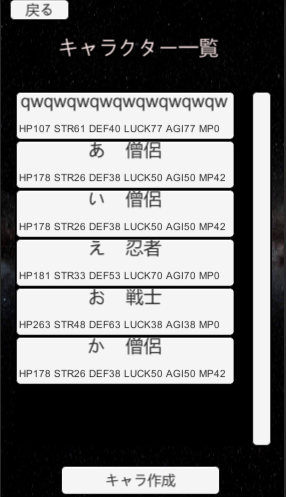 戻る
キャラクター一覧
qwqwqwqwqwqwqwqwqw
HP107 STR61 DEF40 LUCK77 AGI77 MP0
あ 僧侶
HP178 STR26 DEF38 LUCK50 AGI50 MP42
い 僧侶
HP178 STR26 DEF38 LUCK50 AGI50 MP42
え 忍者
HP181 STR33 DEF53 LUCK70 AGI70 MP0
お 戦士
HP263 STR48 DEF63 LUCK38 AGI38 MP0
か 僧侶
HP178 STR26 DEF38 LUCK50 AGI50 MP42
キャラ作成